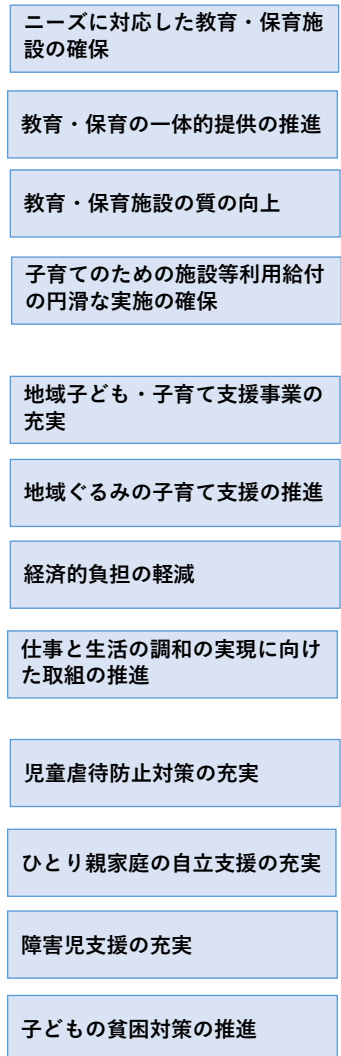 ニーズに対応した教育・保育施
設の確保
教育・保育の一体的提供の推進
教育・保育施設の質の向上
子育てのための施設等利用給付
の円滑な実施の確保
地域子ども・子育て支援事業の
充実
地域ぐるみの子育て支援の推進
経済的負担の軽減
仕事と生活の調和の実現に向け
た取組の推進
児童虐待防止対策の充実
ひとり親家庭の自立支援の充実
障害児支援の充実
子どもの貧困対策の推進